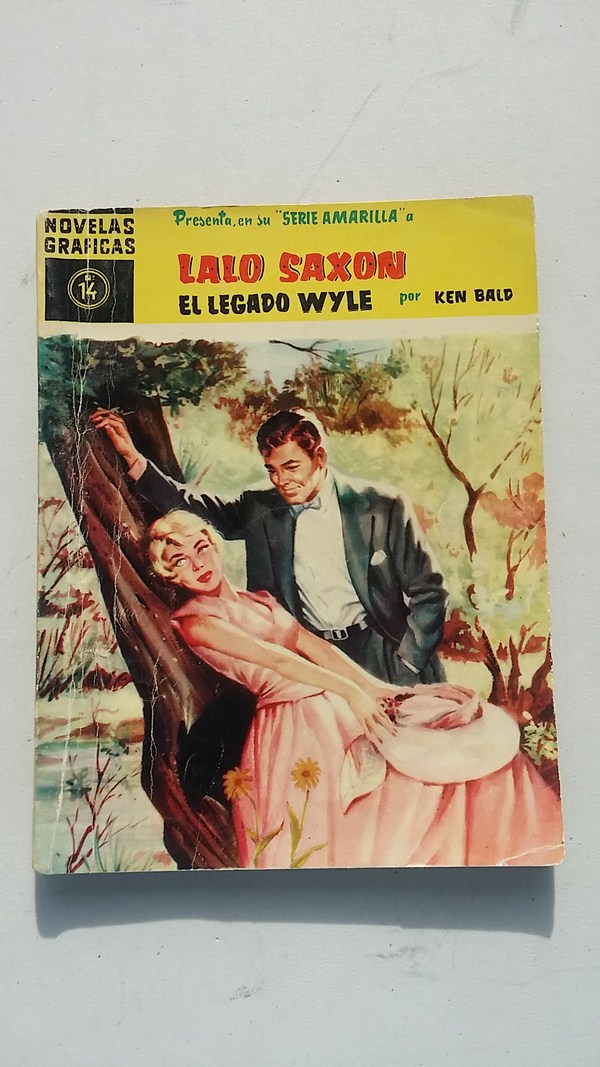 NOVELAS
GRAFICAS
Nº
14
Presenta, en su "SERIE AMARILLA" a
LALO SAXON
EL LEGADO WYLE por KEN BALD